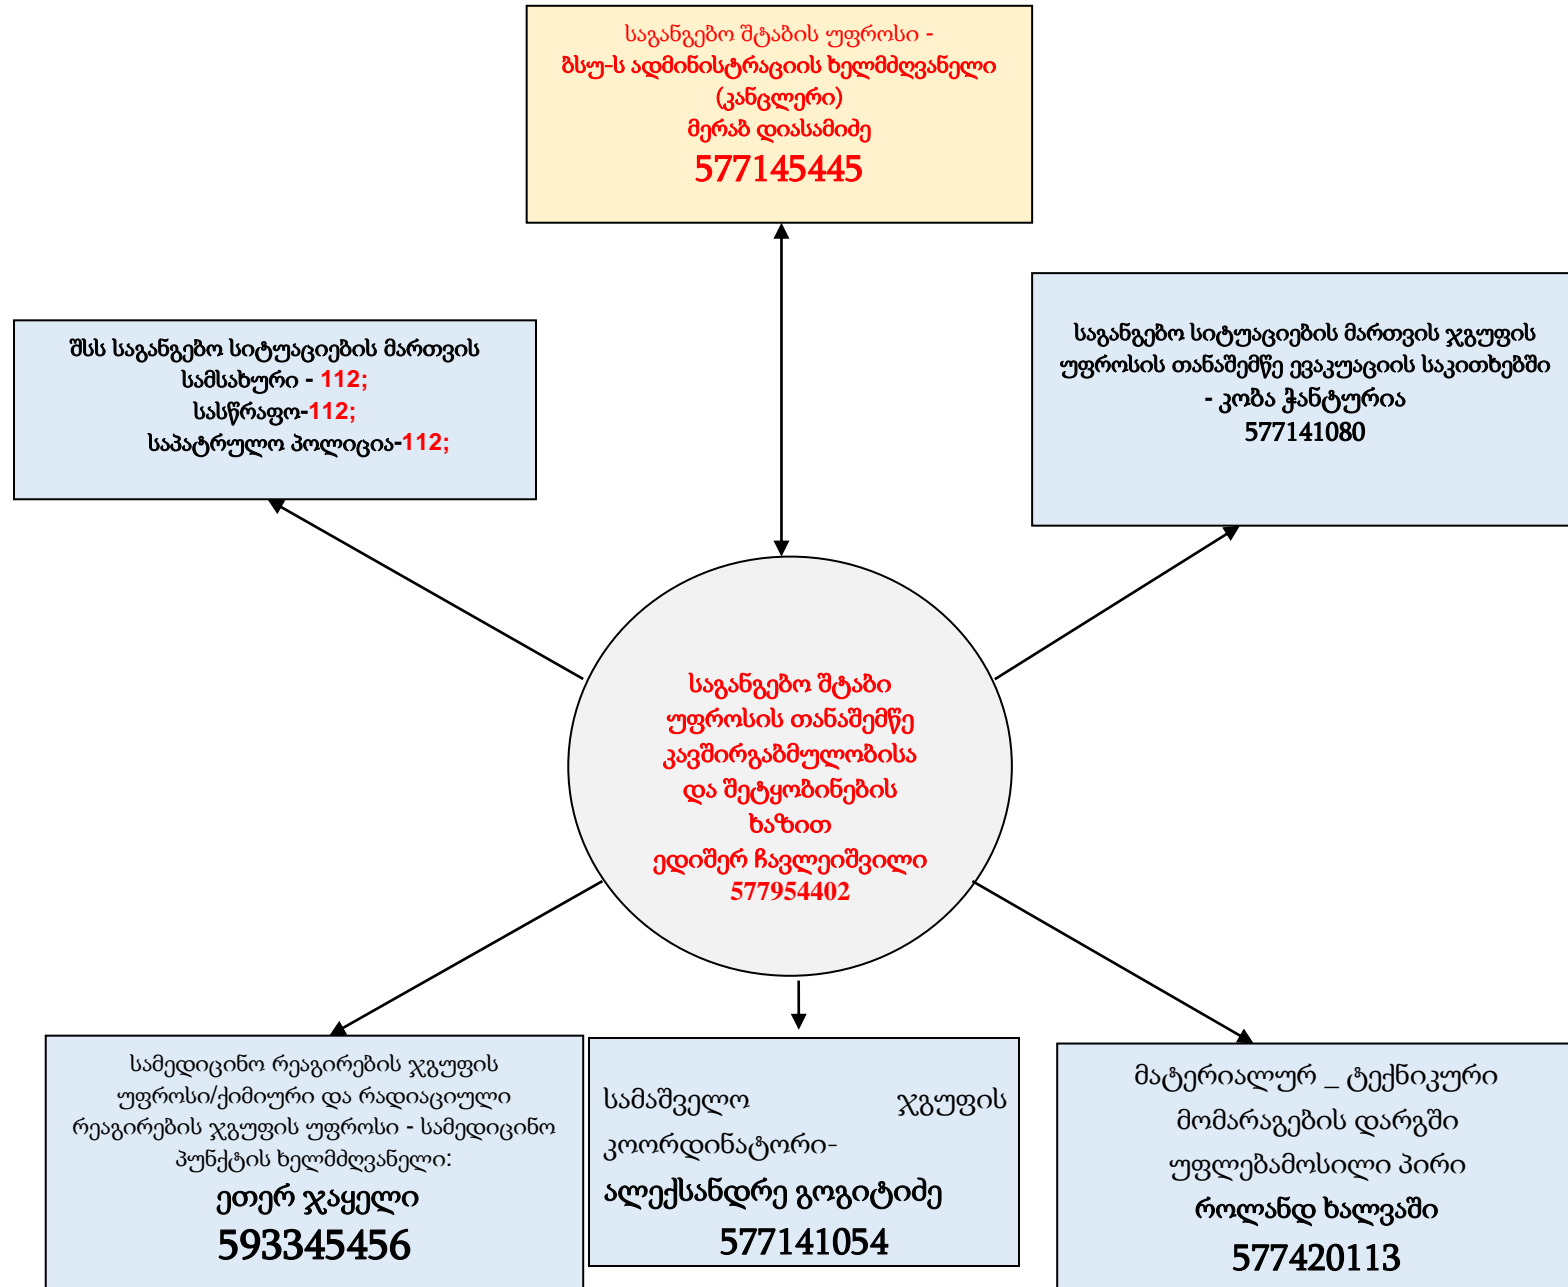 საგანგებო შტაბის უფროსი -
ბსუ-ს ადმინისტრაციის ხელმძღვანელი
(კანცლერი)
მერაბ დიასამიძე
577145445
შსს საგანგებო სიტუაციების მართვის
სამსახური - 112;
სასწრაფო-112;
საპატრულო პოლიცია-112;
საგანგებო სიტუაციების მართვის ჯგუფის
უფროსის თანაშემწე ევაკუაციის საკითხებში
- კობა ჭანტურია
577141080
საგანგებო შტაბი
უფროსის თანაშემწე
კავშირგაბმულობისა
და შეტყობინების
ხაზით
ედიშერ ჩავლეიშვილი
577954402
სამედიცინო რეაგირების ჯგუფის
უფროსი/ქიმიური და რადიაციული
რეაგირების ჯგუფის უფროსი - სამედიცინო
პუნქტის ხელმძღვანელი:
ეთერ ჯაყელი
593345456
სამაშველო ჯგუფის
კოორდინატორი-
ალექსანდრე გოგიტიძე
577141054
მატერიალურ _ ტექნიკური
მომარაგების დარგში
უფლებამოსილი პირი
როლანდ ხალვაში
577420113